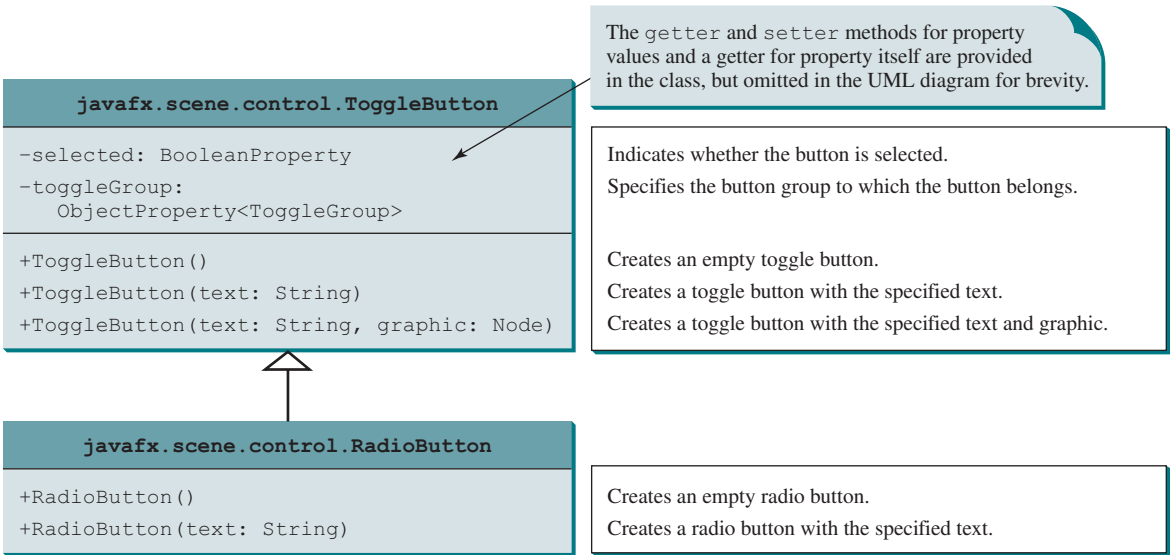 The getter and setter methods for property
values and a getter for property itself are provided
in the class, but omitted in the UML diagram for brevity.
javafx.scene.control.ToggleButton
-selected: BooleanProperty
Indicates whether the button is selected.
-toggleGroup:
Specifies the button group to which the button belongs.
ObjectProperty<ToggleGroup>
+ToggleButton()
Creates an empty toggle button.
+ToggleButton(text: String)
Creates a toggle button with the specified text.
+ToggleButton(text: String, graphic: Node)
Creates a toggle button with the specified text and graphic.
javafx.scene.control.RadioButton
+RadioButton()
Creates an empty radio button.
+RadioButton(text: String)
Creates a radio button with the specified text.